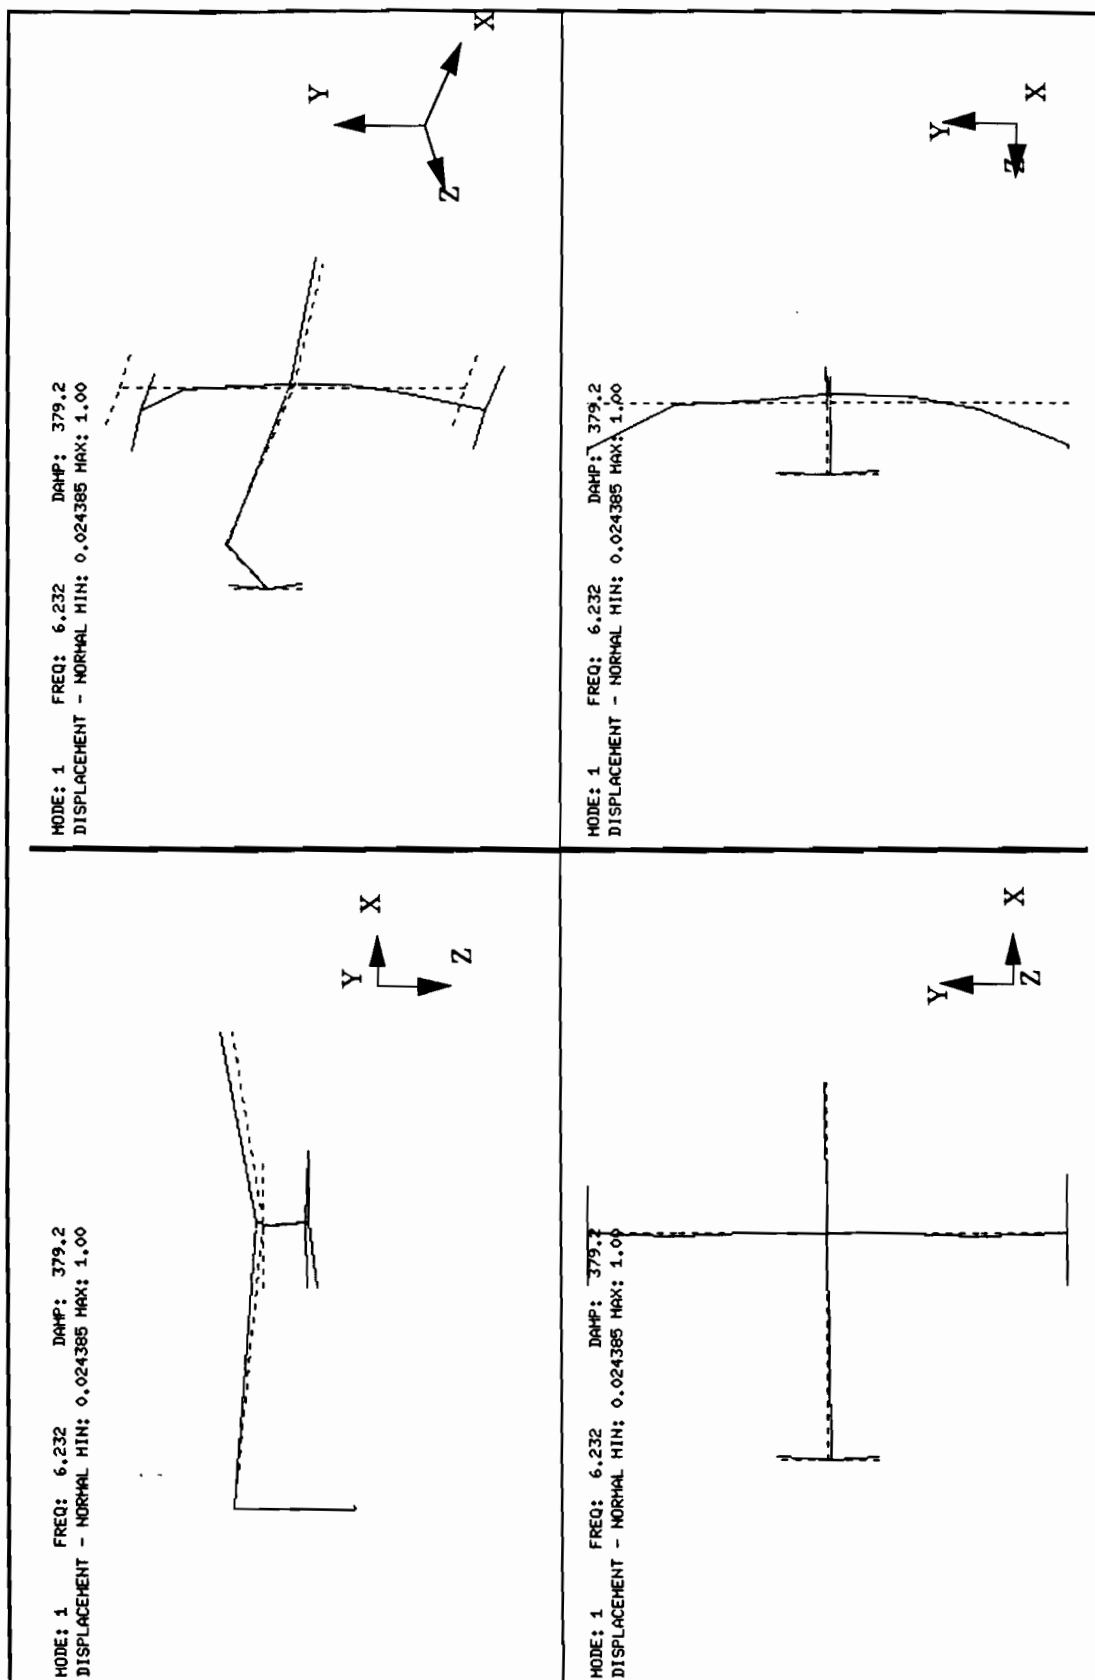 MODE: 1 FREQ: 6.232 DAMP: 379.2
DISPLACEMENT - NORMAL MIN: 0.024385 MAX: 1.00
Y
X
Z
MODE: 1 FREQ: 6.232 DAMP: 379.2
DISPLACEMENT - NORMAL MIN: 0.024385 MAX: 1.00
Y
Z
X
MODE: 1 FREQ: 6.232 DAMP: 379.2
DISPLACEMENT - NORMAL MIN: 0.024385 MAX: 1.00
Y
Z
X
MODE: 1 FREQ: 6.232 DAMP: 379.2
DISPLACEMENT - NORMAL MIN: 0.024385 MAX: 1.00
Y
Z
X